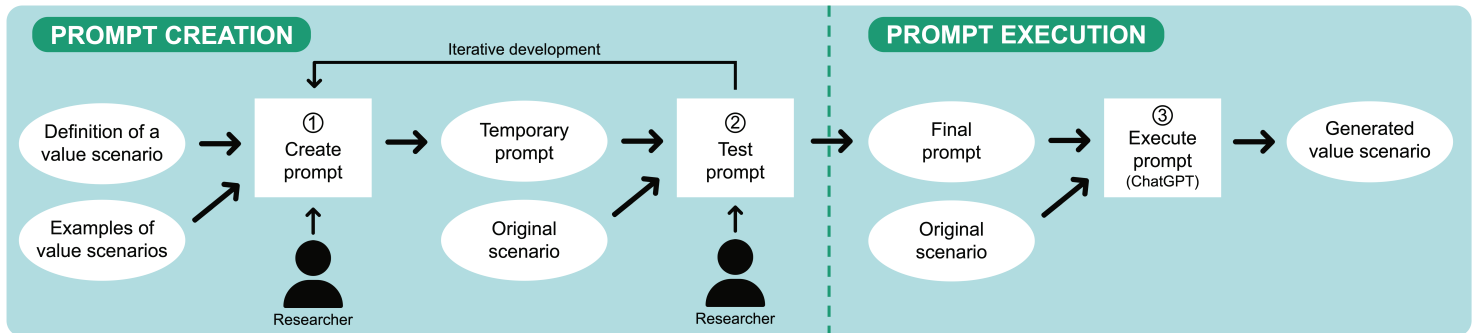 PROMPT CREATION
PROMPT EXECUTION
Iterative development
Definition of a
value scenario
Examples of
value scenarios
①
Create
prompt
Researcher
Temporary
prompt
Original
scenario
②
Test
prompt
Researcher
Final
prompt
Original
scenario
③
Execute
prompt
(ChatGPT)
Generated
value scenario